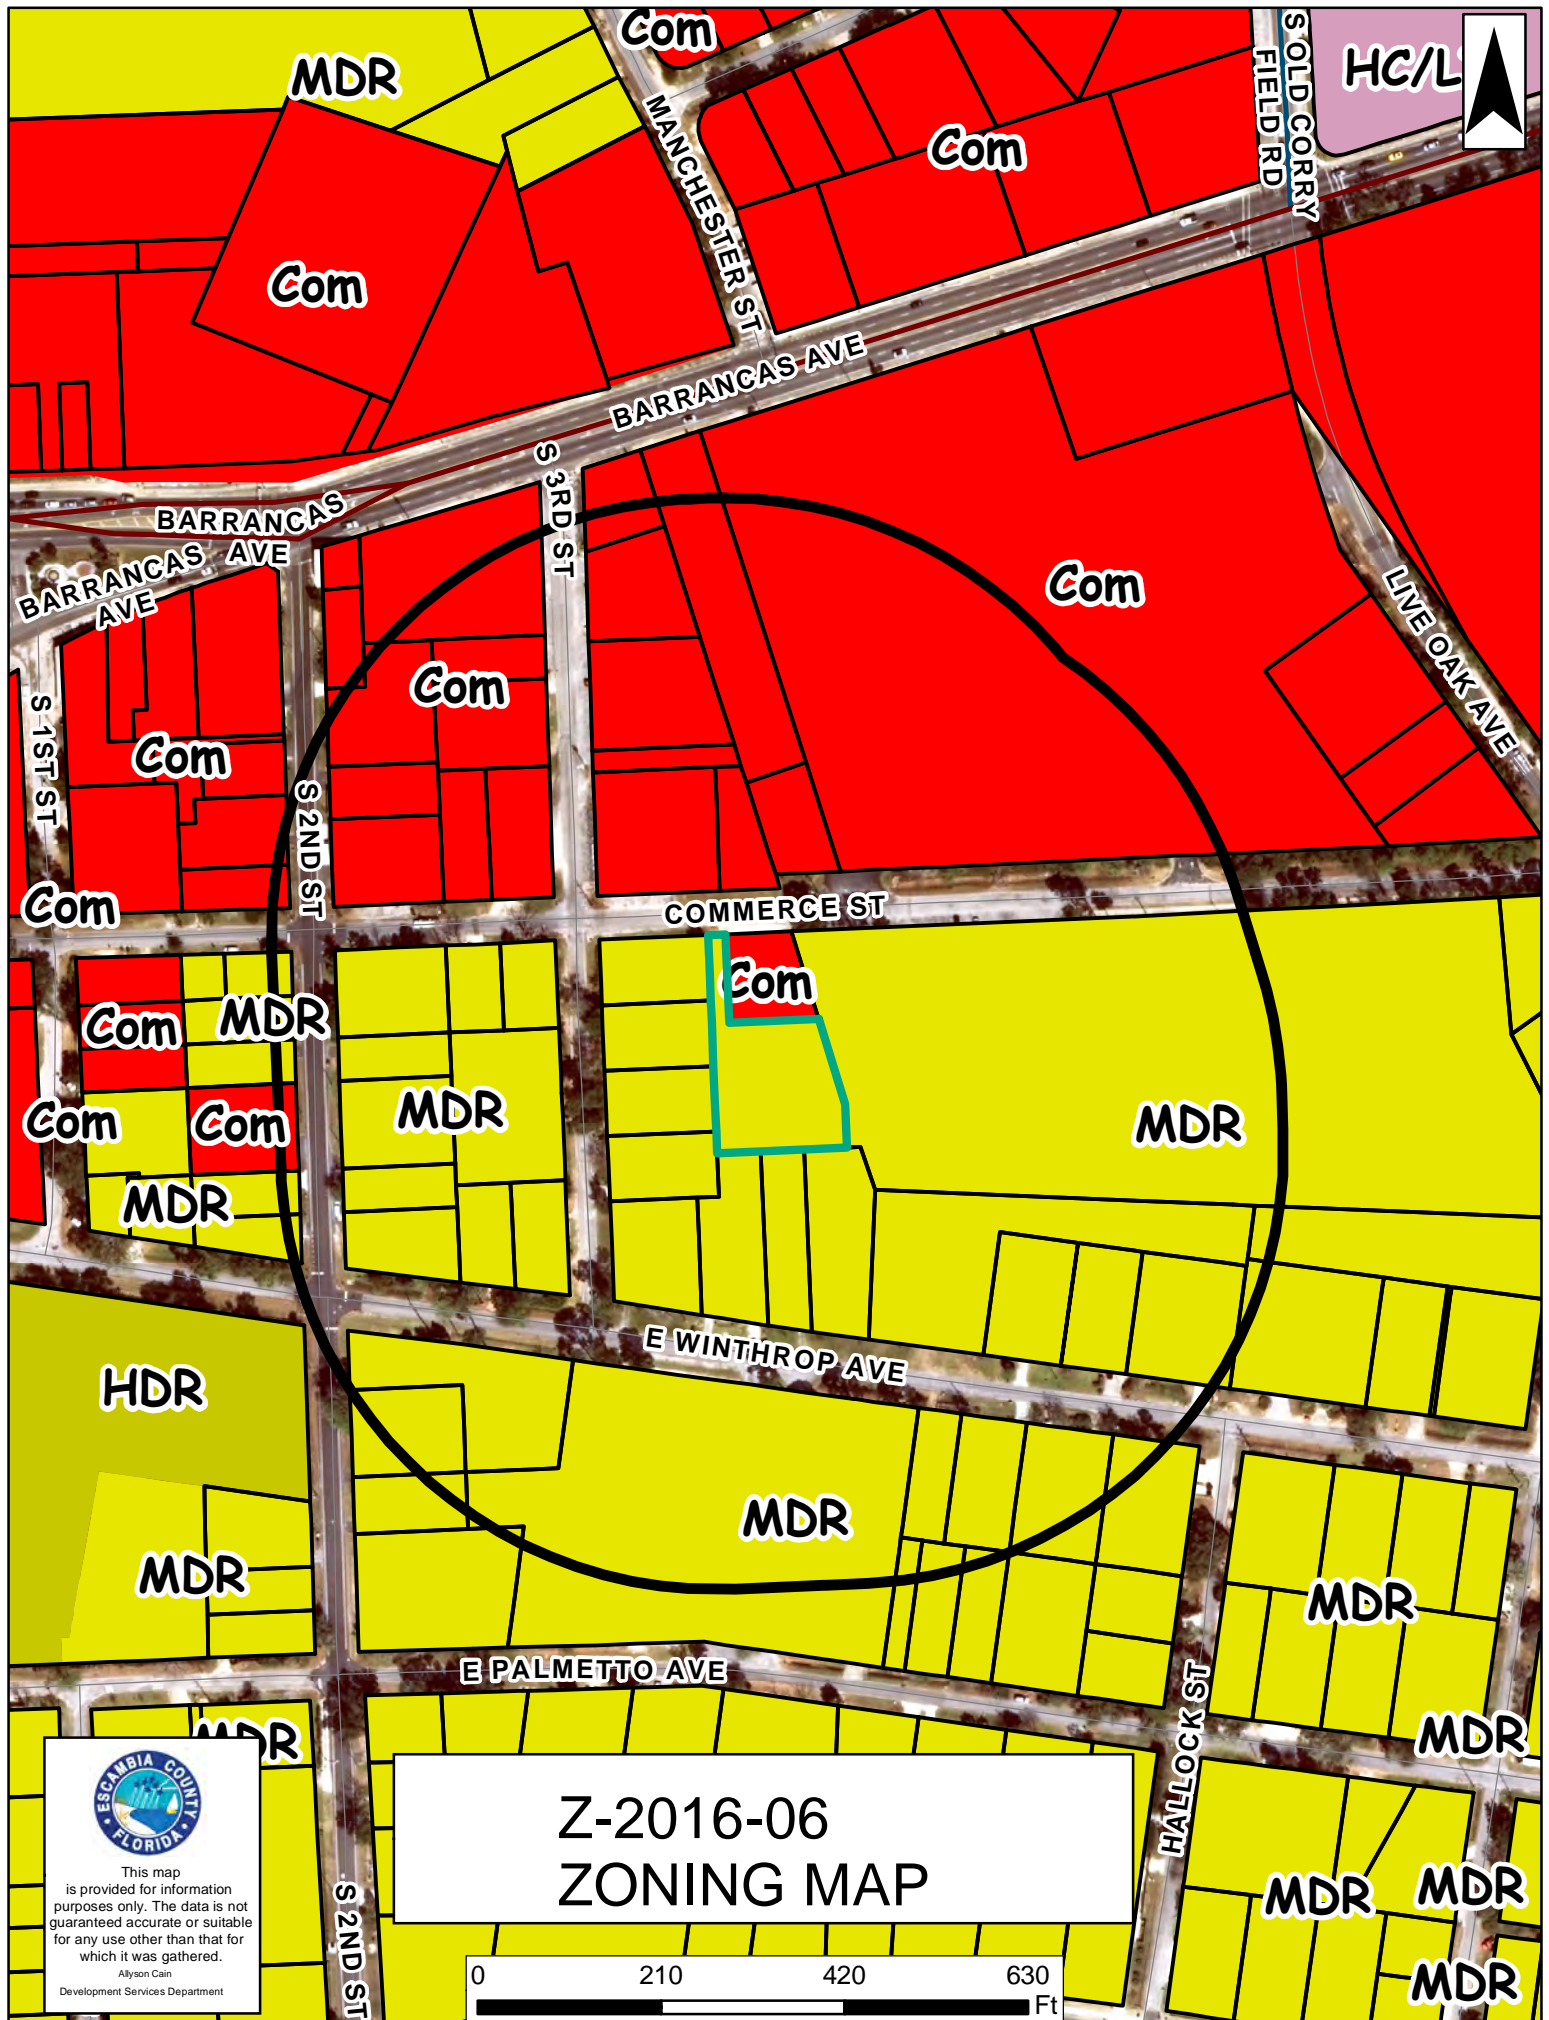 Com
MDR
HC/L
S OLD CORRY
FIELD RD
MANCHESTER ST
Com
Com
BARRANCAS AVE
S 3RD ST
BARRANCAS
AVE
BARRANCAS
AVE
Com
LIVE OAK AVE
Com
S 1ST ST
Com
S 2ND ST
Com
COMMERCE ST
Com
Com
MDR
MDR
MDR
Com
Com
MDR
E WINTHROP AVE
HDR
MDR
MDR
MDR
E PALMETTO AVE
HALLOCK ST
MDR
MDR
Z-2016-06
ZONING MAP
MDR
MDR
MDR
S 2ND ST
ESCAMBIA COUNTY
FLORIDA
This map
is provided for information
purposes only. The data is not
guaranteed accurate or suitable
for any use other than that for
which it was gathered.
Allyson Cain
Development Services Department
0 210 420 630
Ft